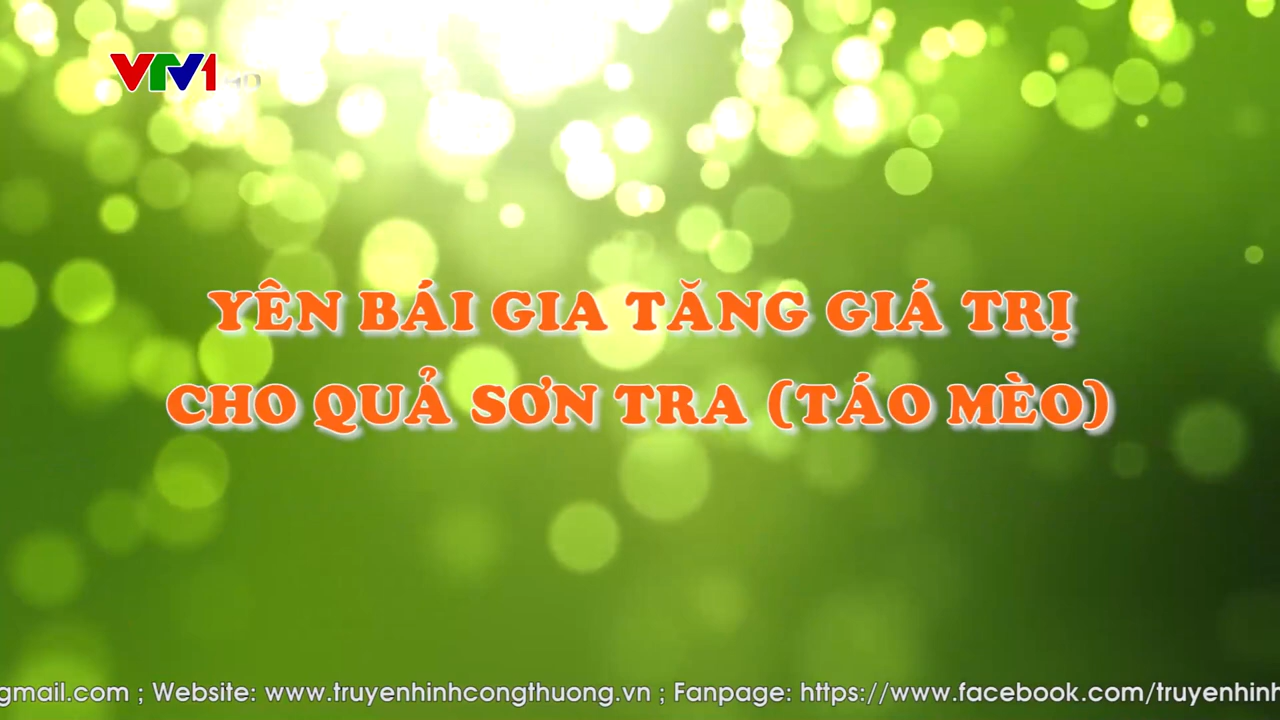 VTV1 HD
YÊN BÁI GIA TĂNG GIÁ TRỊ
CHO QUẢ SƠN TRA (TÁO MÈO)
gmail.com ; Website: www.truyenhinhcongthuong.vn ; Fanpage: https://www.facebook.com/truyenhinh